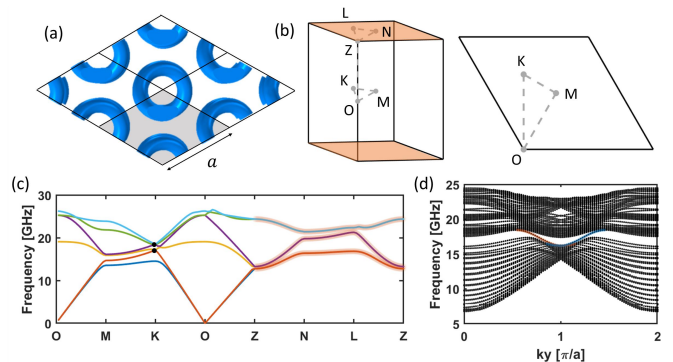 (a)
a
(b)
L
N
Z
K
O
M
K
M
O
(c)
Frequency [GHz]
30
20
10
0
O M K O Z N L Z
(d)
Frequency [GHz]
25
20
15
10
5
0 1 2
ky [π/a]